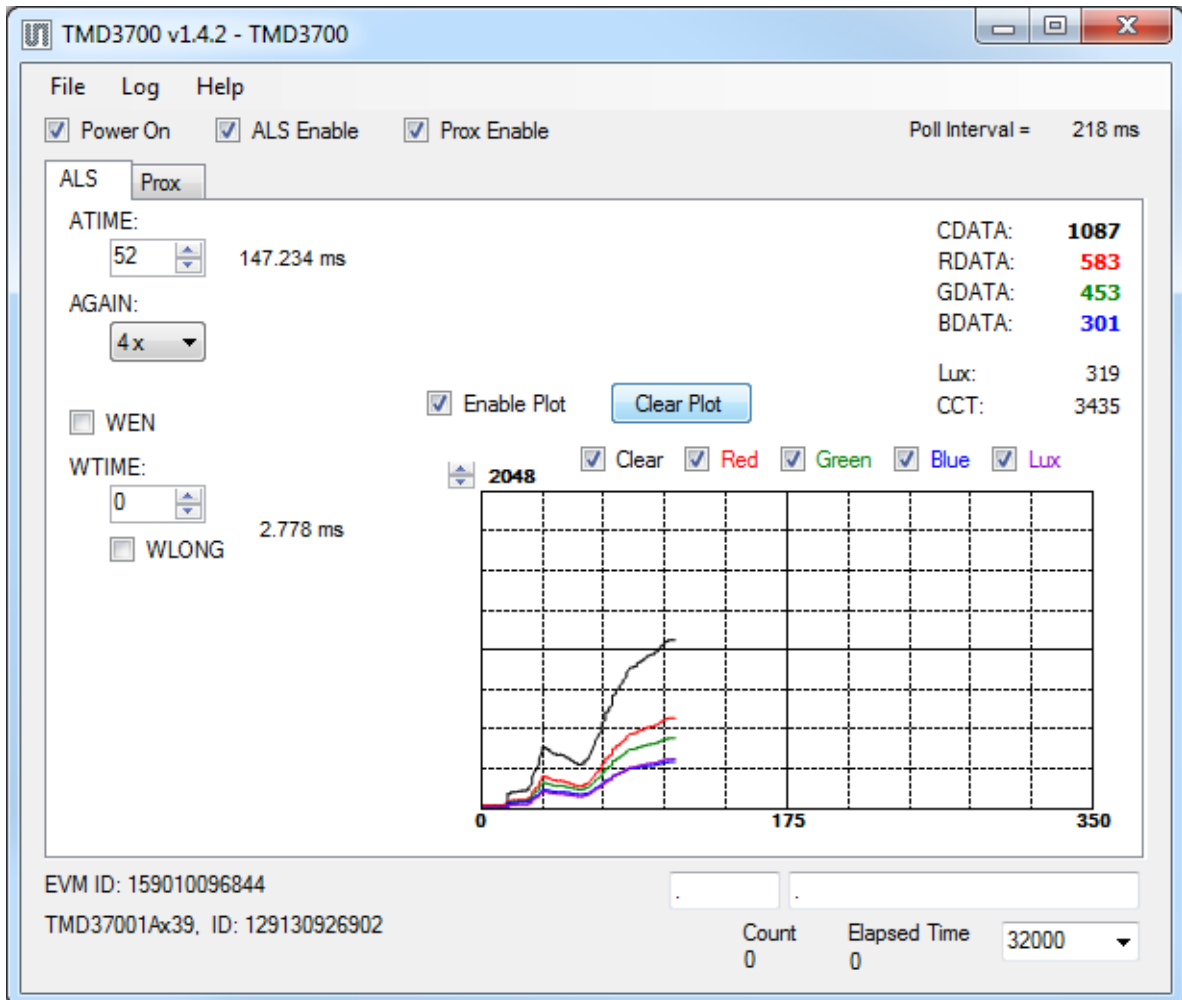 TMD3700 v1.4.2 - TMD3700
File Log Help
Power On ALS Enable Prox Enable Poll Interval = 218 ms
ALS Prox
ATIME:
52 147.234 ms
AGAIN:
4x
WEN
WTIME:
0
2.778 ms
WLONG
CDATA: 1087
RDATA: 583
GDATA: 453
BDATA: 301
Lux: 319
CCT: 3435
Enable Plot Clear Plot
Clear Red Green Blue Lux
2048
0 175 350
EVM ID: 159010096844
TMD37001Ax39, ID: 129130926902
. .
Count Elapsed Time 32000
0 0